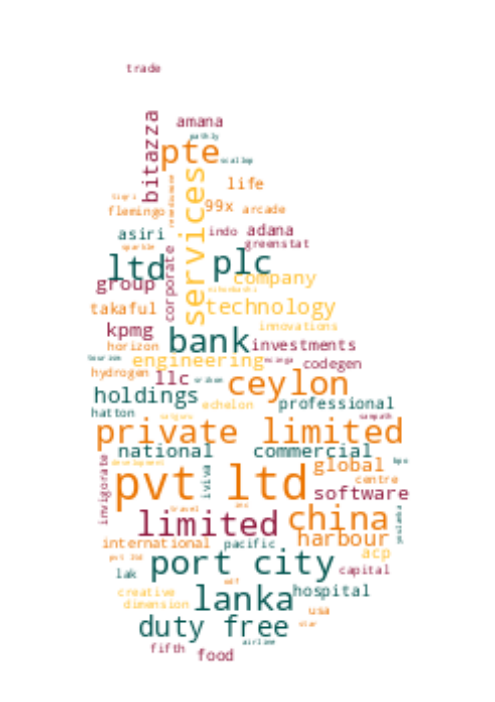 trade
bitazza
amana
pte
life
99x
arcade
flemingo
services
asiri
indo
adana
greenstat
ltd
plc
company
group
corporate
takaful
technology
kpmg
bank
innovations
horizon
investments
engineering
codegen
hydrogen
llc
ceylon
holdings
echelon
professional
hatton
private limited
national
commercial
global
invigorate
pvt ltd
iviva
centre
software
limited
china
harbour
international
pacific
acp
port city
lak
capital
creative
lanka
hospital
dimension
usa
duty free
airline
fifth
food